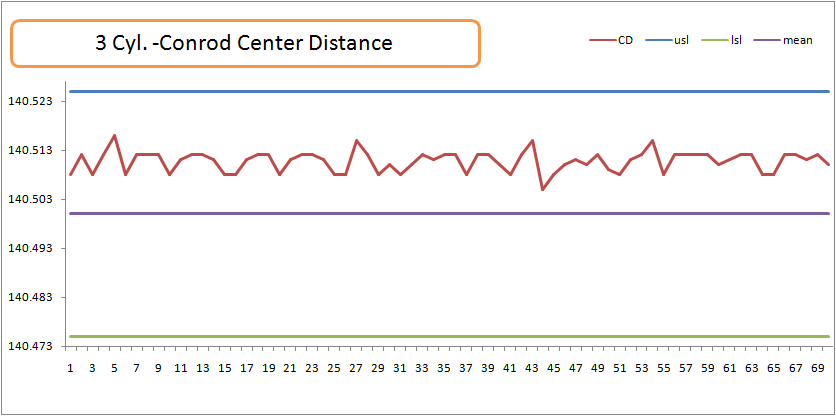 3 Cyl. -Conrod Center Distance
CD usl lsl mean
140.523
140.513
140.503
140.493
140.483
140.473
1 3 5 7 9 11 13 15 17 19 21 23 25 27 29 31 33 35 37 39 41 43 45 47 49 51 53 55 57 59 61 63 65 67 69